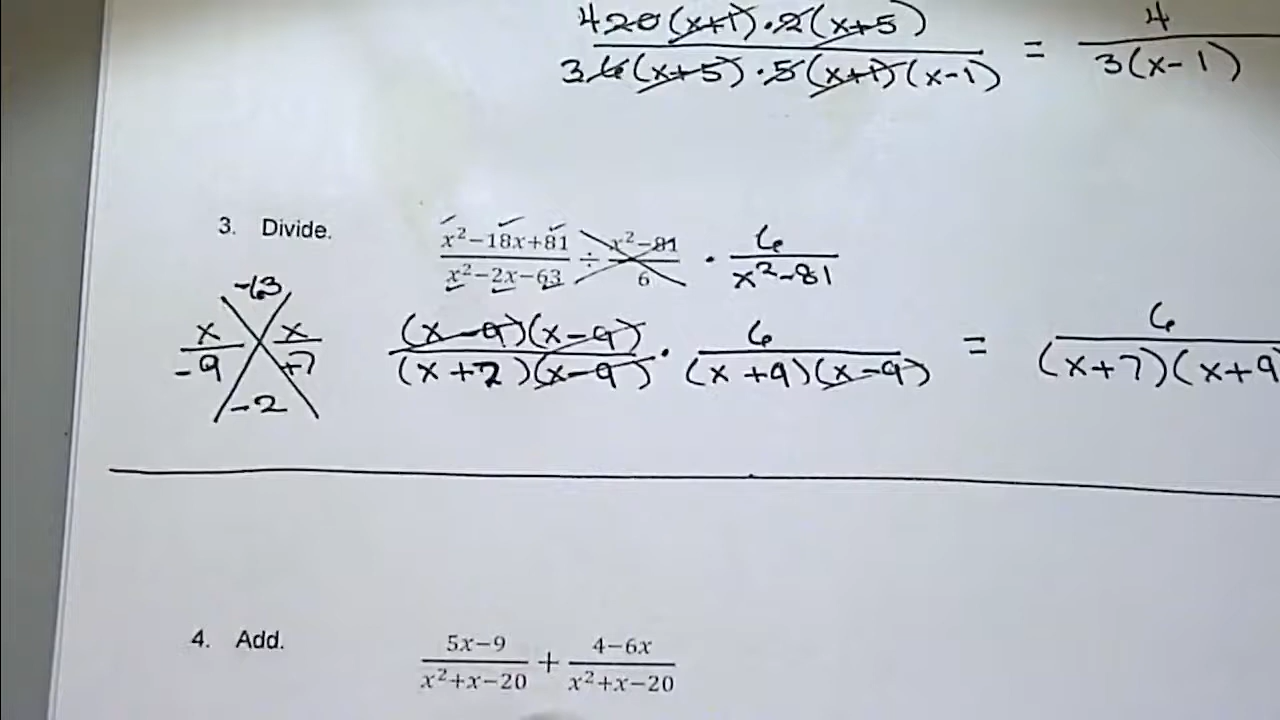 420(x+1)·2(x+5) / 3 6(x+5)·5(x+1)(x-1) = 4 / 3(x-1)
3. Divide. x²-18x+81 / x²-2x-63 ÷ x²-81 / 6 · 6 / x²-81
-63
x x
-9 +7
-2
(x-9)(x-9) / (x+7)(x-9) · 6 / (x+9)(x-9) = 6 / (x+7)(x+9
4. Add. 5x-9 / x²+x-20 + 4-6x / x²+x-20